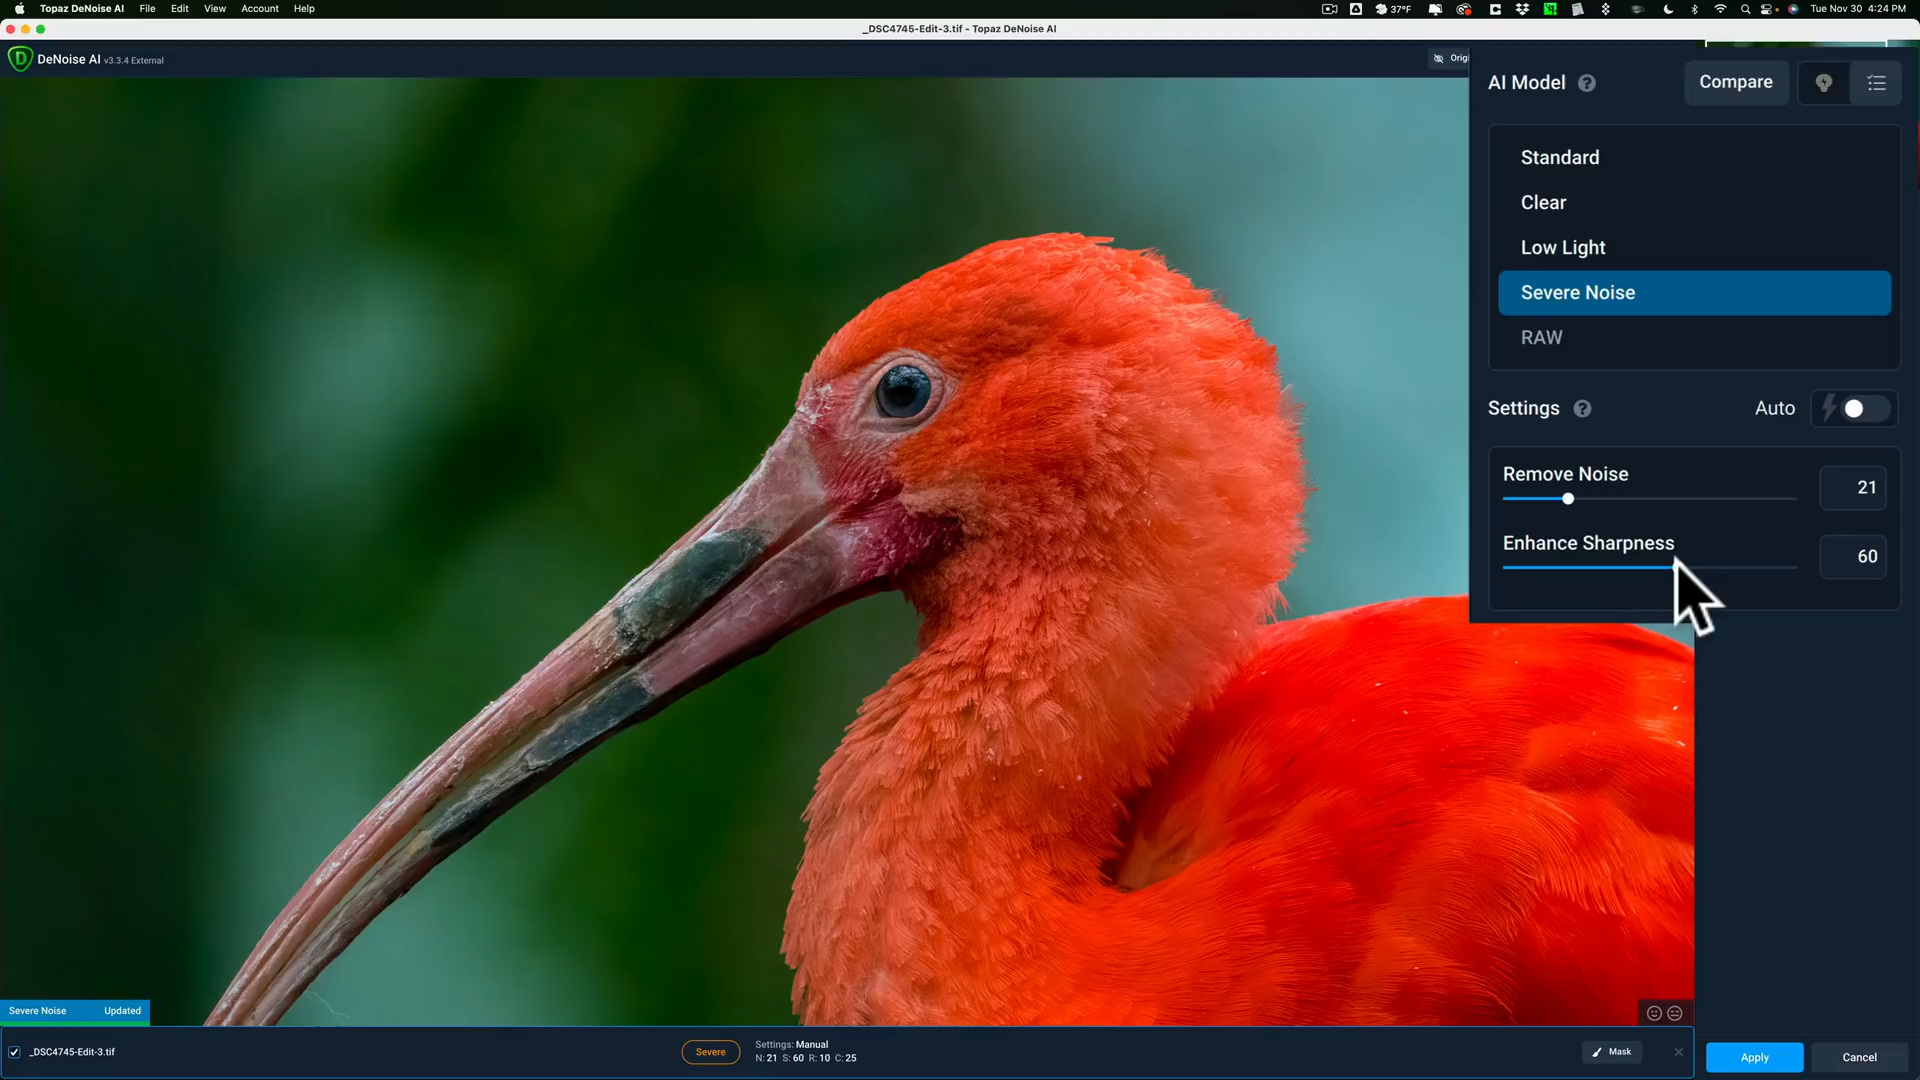 Topaz DeNoise AI File Edit View Account Help 37°F Tue Nov 30 4:24 PM
_DSC4745-Edit-3.tif - Topaz DeNoise AI
DeNoise AI v3.3.4 External
Origi
AI Model ? Compare
Standard
Clear
Low Light
Severe Noise
RAW
Settings ? Auto
Remove Noise 21
Enhance Sharpness 60
Severe Noise Updated
_DSC4745-Edit-3.tif
Severe
Settings: Manual
N: 21 S: 60 R: 10 C: 25
Mask
Apply Cancel